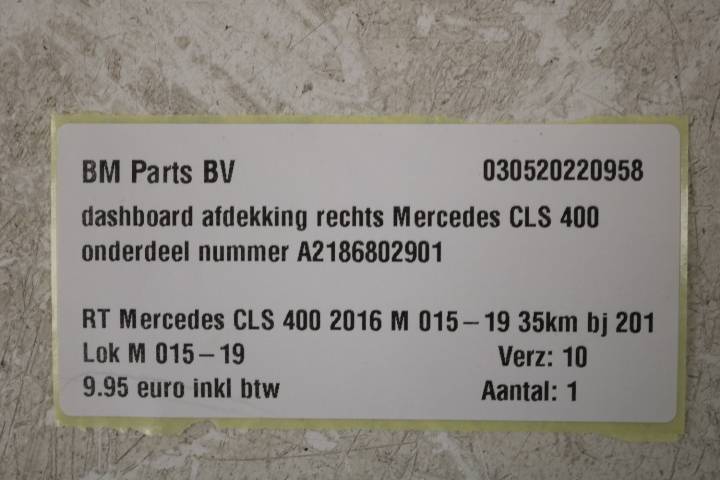 BM Parts BV 030520220958
dashboard afdekking rechts Mercedes CLS 400
onderdeel nummer A2186802901
RT Mercedes CLS 400 2016 M 015-19 35km bj 201
Lok M 015-19 Verz: 10
9.95 euro inkl btw Aantal: 1